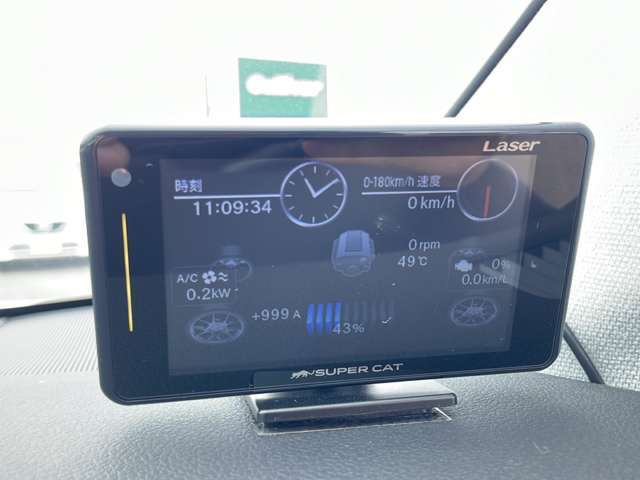 Gulliver
Laser
時刻
11:09:34
0-180km/h 速度
0 km/h
0 rpm
49℃
A/C
0.2kW
0%
0.0km/L
+999 A
43%
SUPER CAT